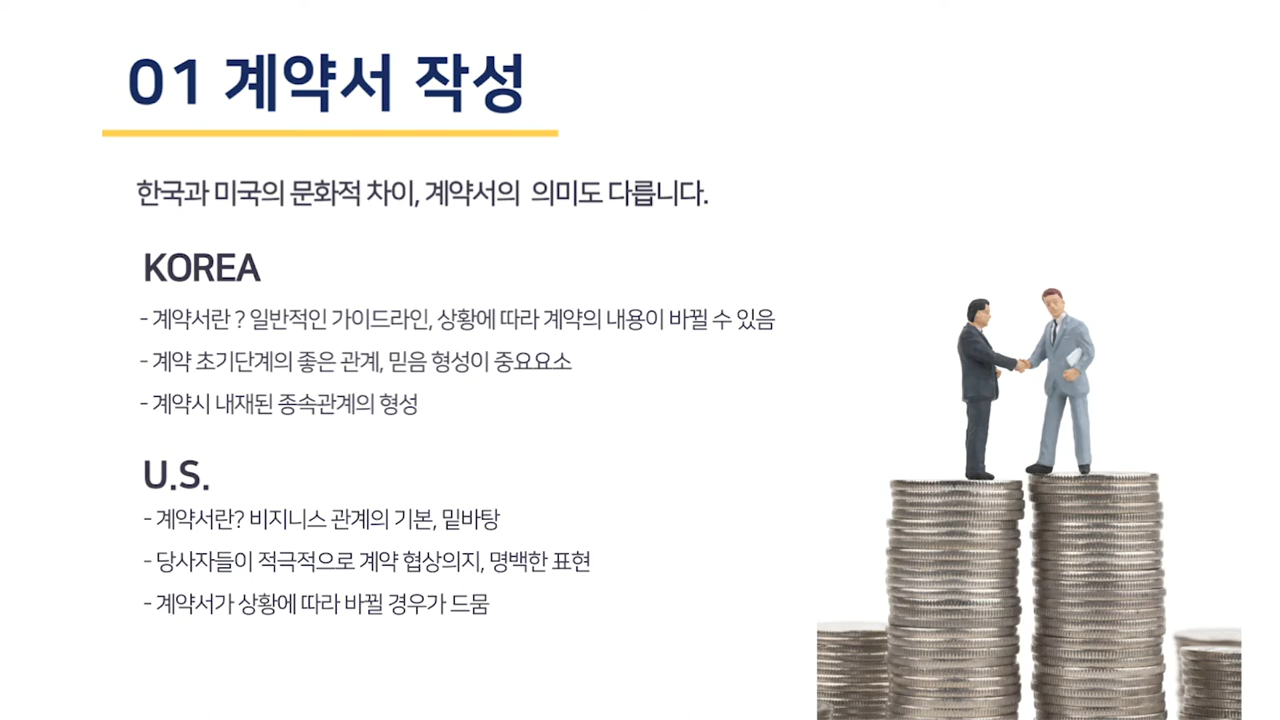 01 계약서 작성
한국과 미국의 문화적 차이, 계약서의 의미도 다릅니다.
KOREA
- 계약서란 ? 일반적인 가이드라인, 상황에 따라 계약의 내용이 바뀔 수 있음
- 계약 초기단계의 좋은 관계, 믿음 형성이 중요요소
- 계약시 내재된 종속관계의 형성
U.S.
- 계약서란? 비지니스 관계의 기본, 밑바탕
- 당사자들이 적극적으로 계약 협상의지, 명백한 표현
- 계약서가 상황에 따라 바뀔 경우가 드뭄